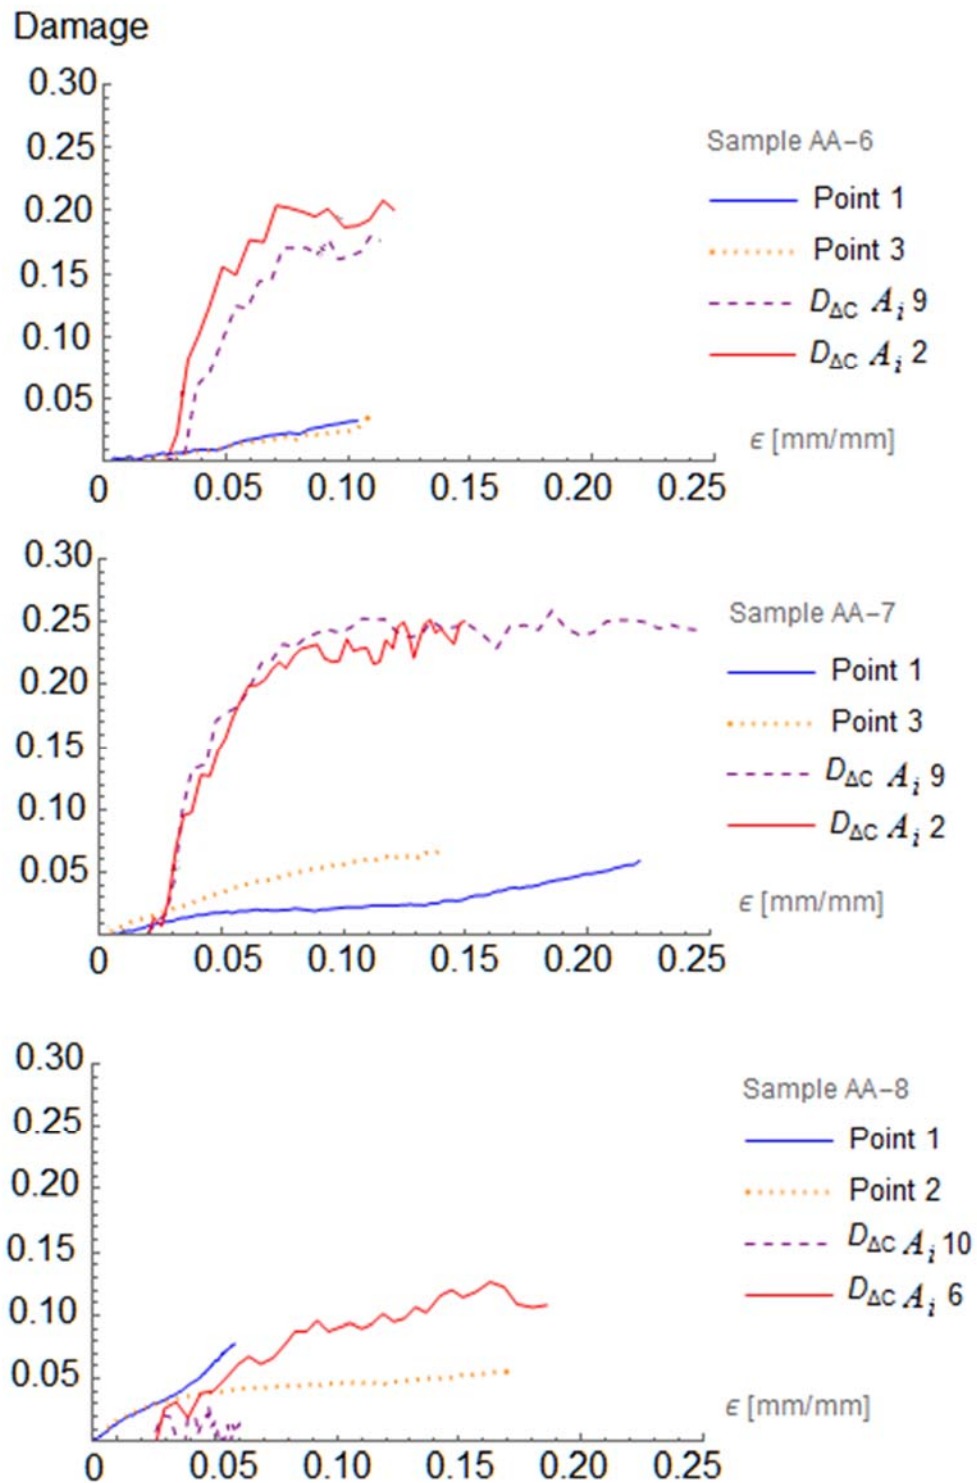 Damage
0.30
0.25
0.20
0.15
0.10
0.05
0 0.05 0.10 0.15 0.20 0.25
Sample AA-6
Point 1
Point 3
DΔC Ai 9
DΔC Ai 2
ϵ [mm/mm]
0.30
0.25
0.20
0.15
0.10
0.05
0 0.05 0.10 0.15 0.20 0.25
Sample AA-7
Point 1
Point 3
DΔC Ai 9
DΔC Ai 2
ϵ [mm/mm]
0.30
0.25
0.20
0.15
0.10
0.05
0 0.05 0.10 0.15 0.20 0.25
Sample AA-8
Point 1
Point 2
DΔC Ai 10
DΔC Ai 6
ϵ [mm/mm]